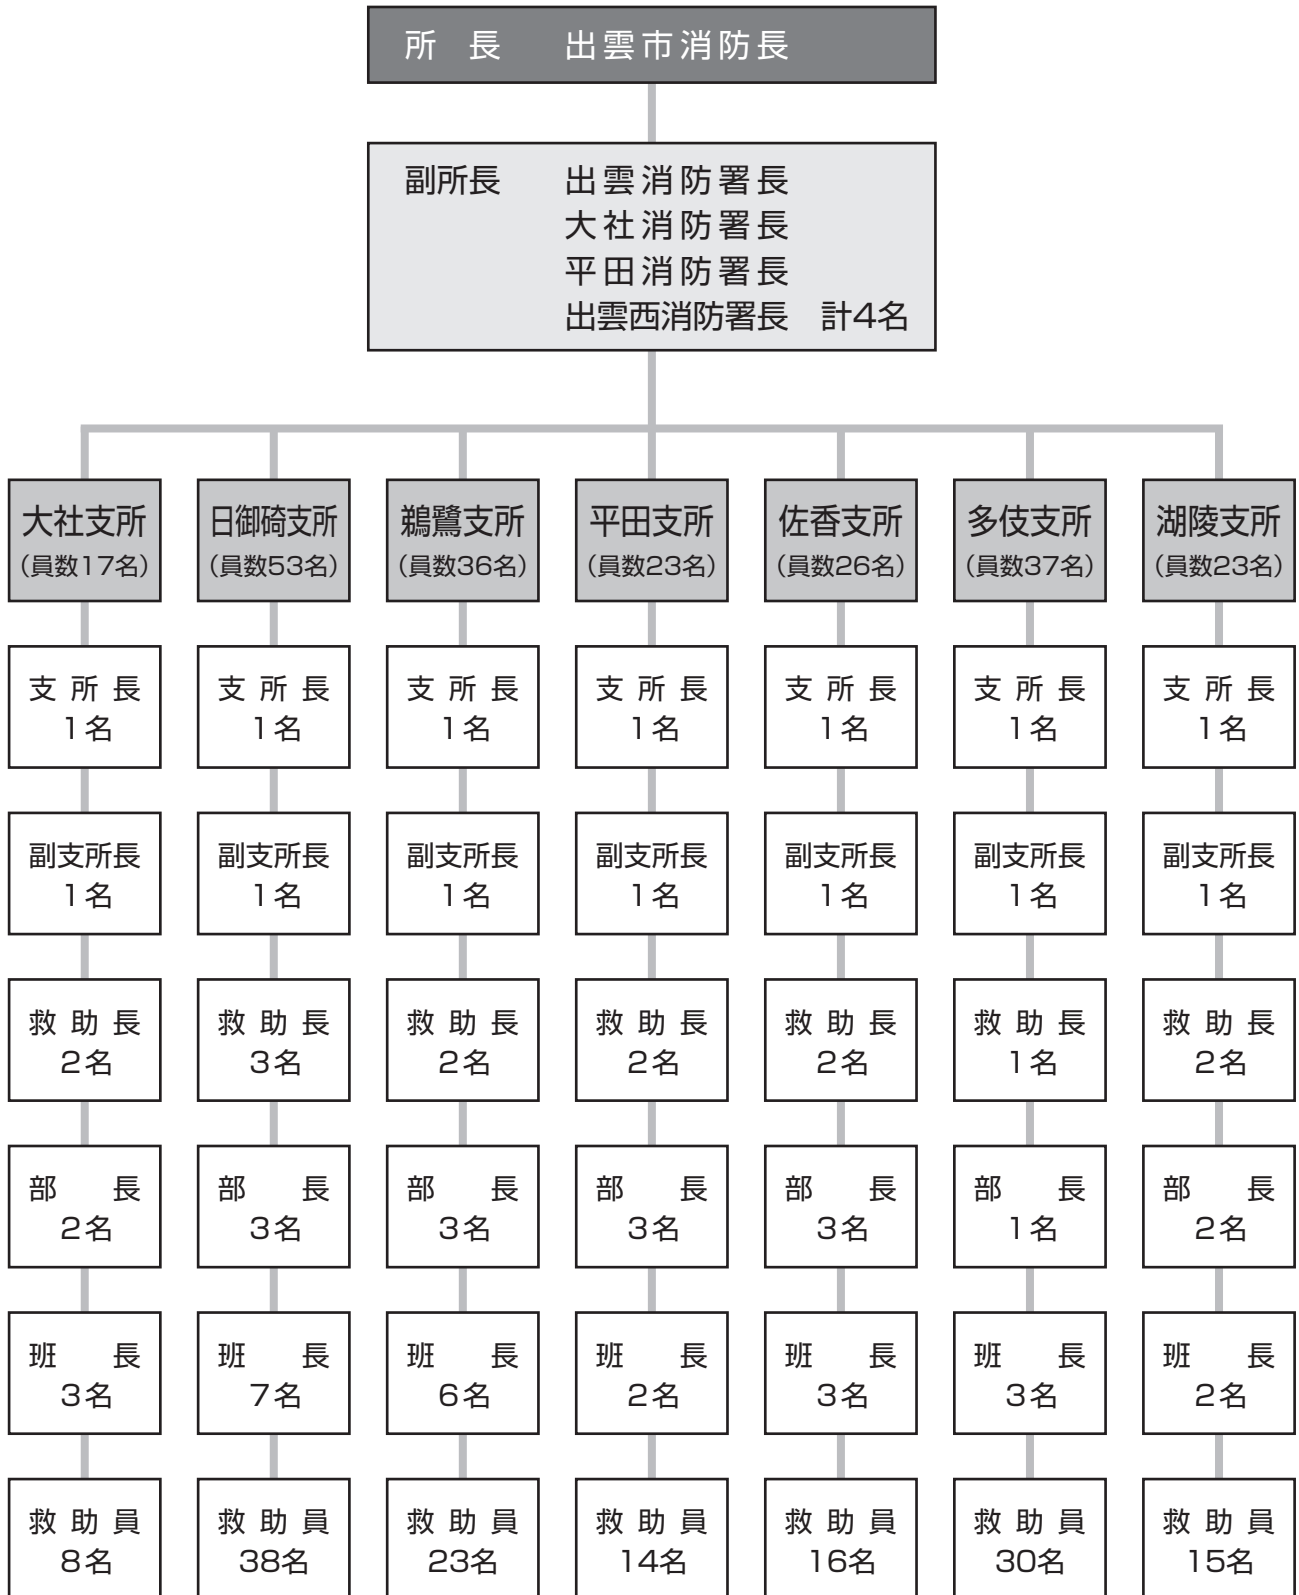 所　長　出雲市消防長
副所長　出雲消防署長
大社消防署長
平田消防署長
出雲西消防署長　計4名
大社支所
（員数17名）
支所長
1名
副支所長
1名
救助長
2名
部　長
2名
班　長
3名
救助員
8名
日御碕支所
（員数53名）
支所長
1名
副支所長
1名
救助長
3名
部　長
3名
班　長
7名
救助員
38名
鵜鷺支所
（員数36名）
支所長
1名
副支所長
1名
救助長
2名
部　長
3名
班　長
6名
救助員
23名
平田支所
（員数23名）
支所長
1名
副支所長
1名
救助長
2名
部　長
3名
班　長
2名
救助員
14名
佐香支所
（員数26名）
支所長
1名
副支所長
1名
救助長
2名
部　長
3名
班　長
3名
救助員
16名
多伎支所
（員数37名）
支所長
1名
副支所長
1名
救助長
1名
部　長
1名
班　長
3名
救助員
30名
湖陵支所
（員数23名）
支所長
1名
副支所長
1名
救助長
2名
部　長
2名
班　長
2名
救助員
15名